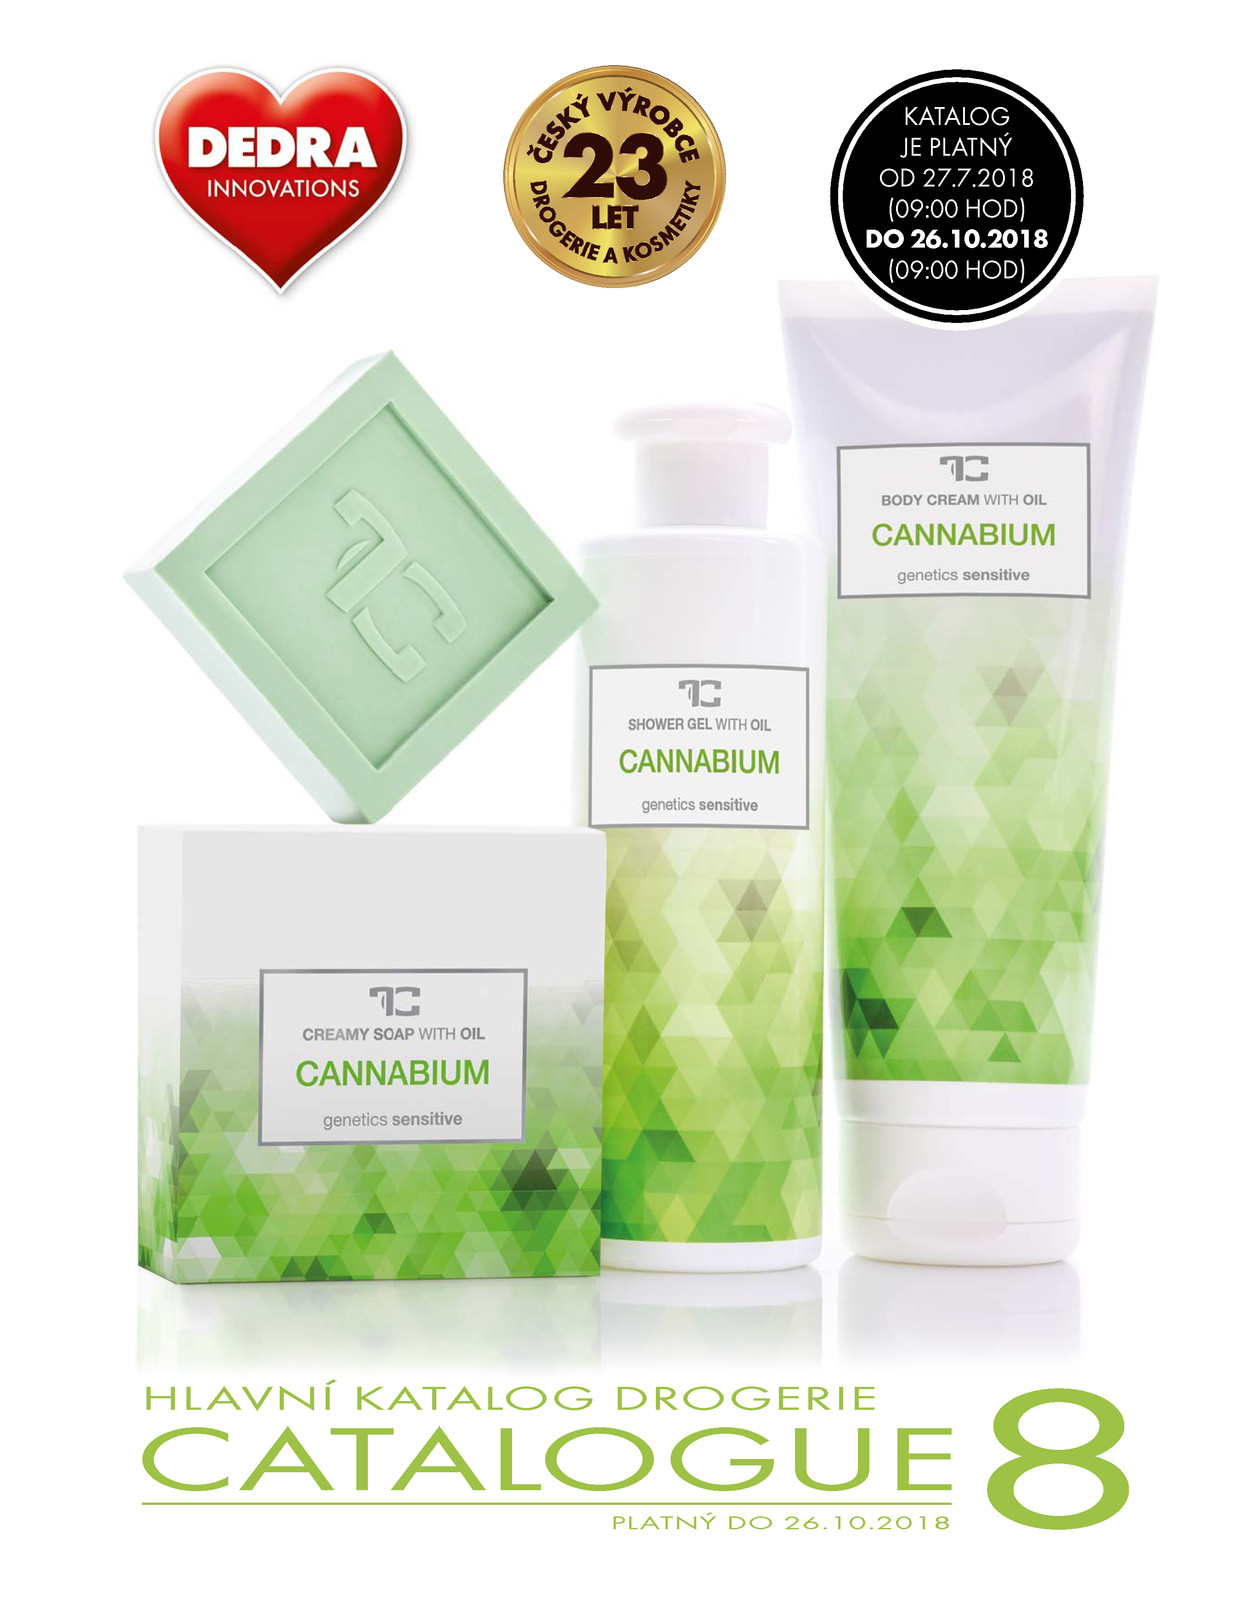 DEDRA
INNOVATIONS
ČESKÝ VÝROBCE
23
LET
DROGERIE A KOSMETIKY
KATALOG
JE PLATNÝ
OD 27.7.2018
(09:00 HOD)
DO 26.10.2018
(09:00 HOD)
BODY CREAM WITH OIL
CANNABIUM
genetics sensitive
SHOWER GEL WITH OIL
CANNABIUM
genetics sensitive
CREAMY SOAP WITH OIL
CANNABIUM
genetics sensitive
HLAVNÍ KATALOG DROGERIE
CATALOGUE 8
PLATNÝ DO 26.10.2018